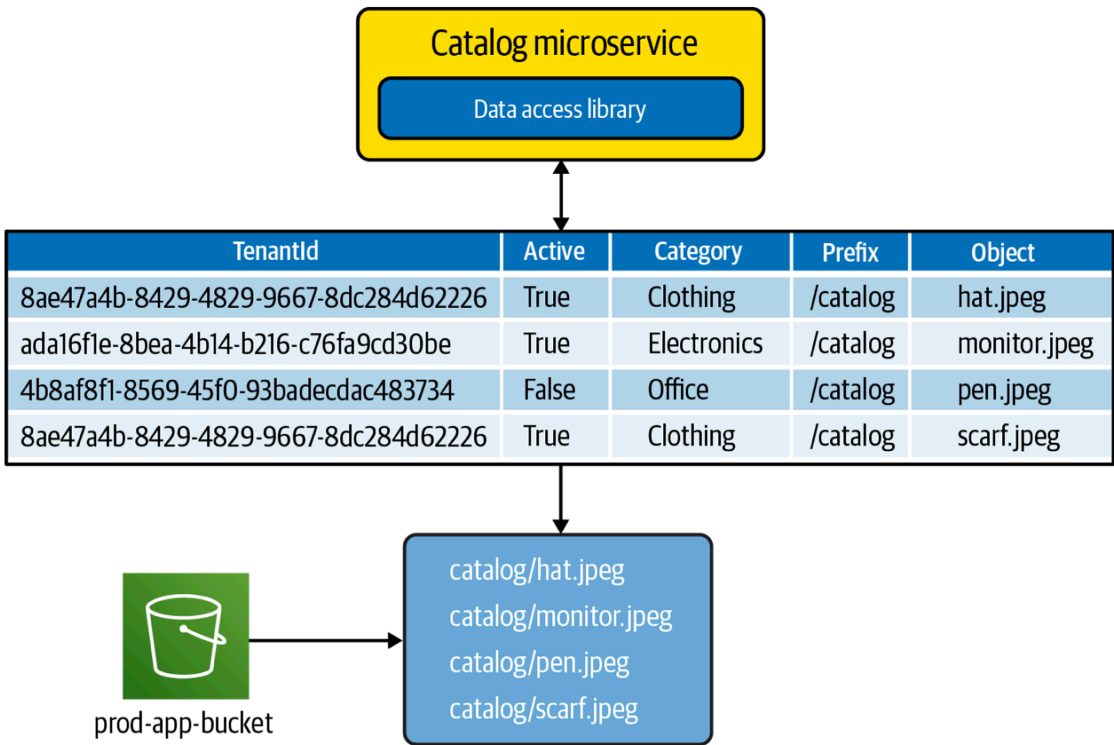 Catalog microservice
Data access library
TenantId Active Category Prefix Object
8ae47a4b-8429-4829-9667-8dc284d62226 True Clothing /catalog hat.jpeg
ada16f1e-8bea-4b14-b216-c76fa9cd30be True Electronics /catalog monitor.jpeg
4b8af8f1-8569-45f0-93badecdac483734 False Office /catalog pen.jpeg
8ae47a4b-8429-4829-9667-8dc284d62226 True Clothing /catalog scarf.jpeg
catalog/hat.jpeg
catalog/monitor.jpeg
catalog/pen.jpeg
catalog/scarf.jpeg
prod-app-bucket